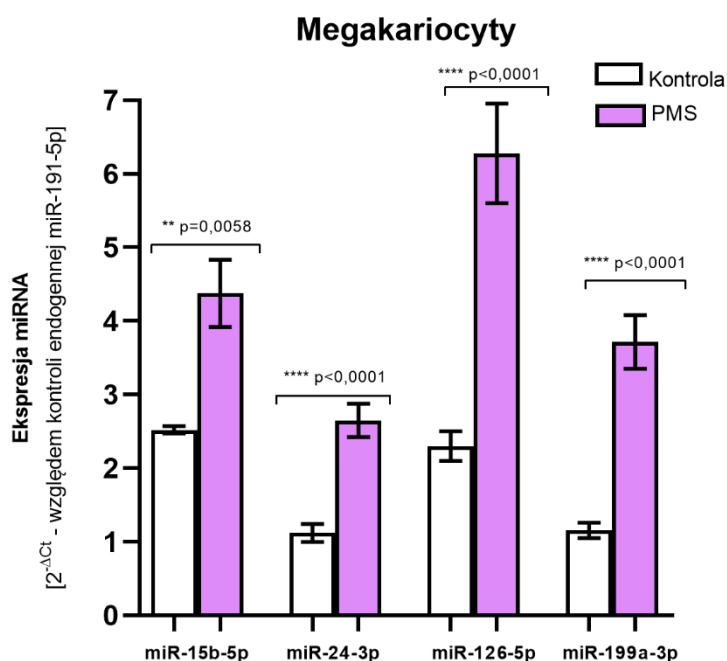 Megakariocyty
Kontrola
PMS
Ekspresja miRNA
[2-ΔCt - względem kontroli endogennej miR-191-5p]
7
6
5
4
3
2
1
0
** p=0,0058
**** p<0,0001
**** p<0,0001
**** p<0,0001
miR-15b-5p
miR-24-3p
miR-126-5p
miR-199a-3p